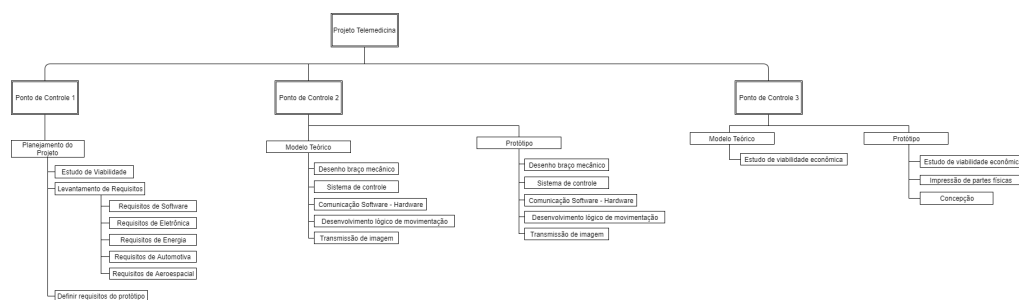 Projeto Telemedicina
Ponto de Controle 1
Ponto de Controle 2
Ponto de Controle 3
Planejamento do
Projeto
Estudo de Viabilidade
Levantamento de Requisitos
Requisitos de Software
Requisitos de Eletrônica
Requisitos de Energia
Requisitos de Automotiva
Requisitos de Aeroespacial
Definir requisitos do protótipo
Modelo Teórico
Desenho braço mecânico
Sistema de controle
Comunicação Software - Hardware
Desenvolvimento lógico de movimentação
Transmissão de imagem
Protótipo
Desenho braço mecânico
Sistema de controle
Comunicação Software - Hardware
Desenvolvimento lógico de movimentação
Transmissão de imagem
Modelo Teórico
Estudo de viabilidade econômica
Protótipo
Estudo de viabilidade econômic
Impressão de partes físicas
Concepção